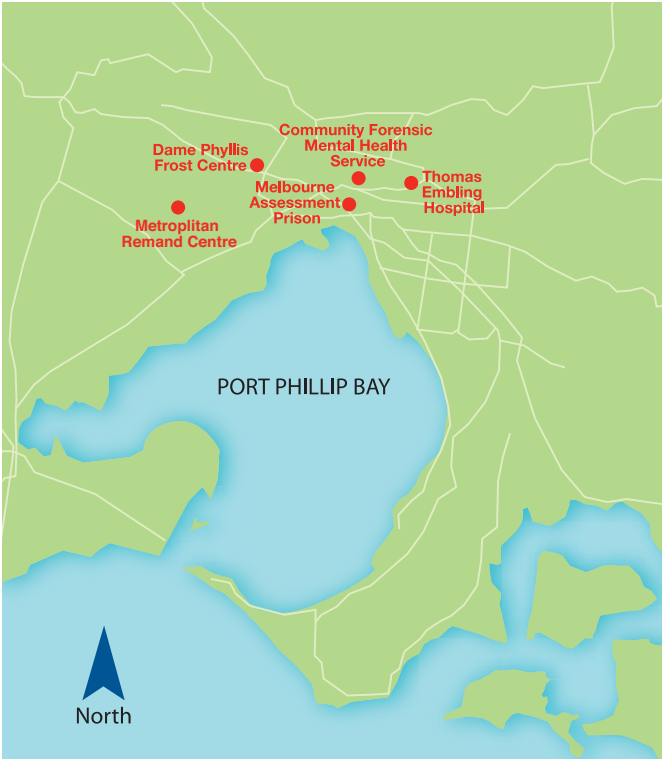 Community Forensic
Mental Health
Service
Dame Phyllis
Frost Centre
Thomas
Embling
Hospital
Melbourne
Assessment
Prison
Metroplitan
Remand Centre
PORT PHILLIP BAY
North